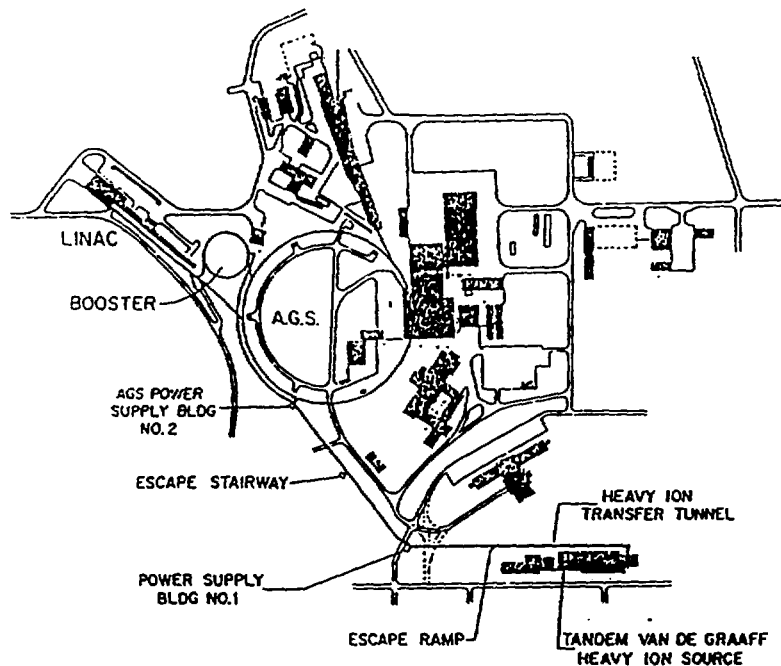 LINAC
BOOSTER
A.G.S.
AGS POWER
SUPPLY BLDG
NO.2
ESCAPE STAIRWAY
HEAVY ION
TRANSFER TUNNEL
POWER SUPPLY
BLDG NO.1
ESCAPE RAMP
TANDEM VAN DE GRAAFF
HEAVY ION SOURCE